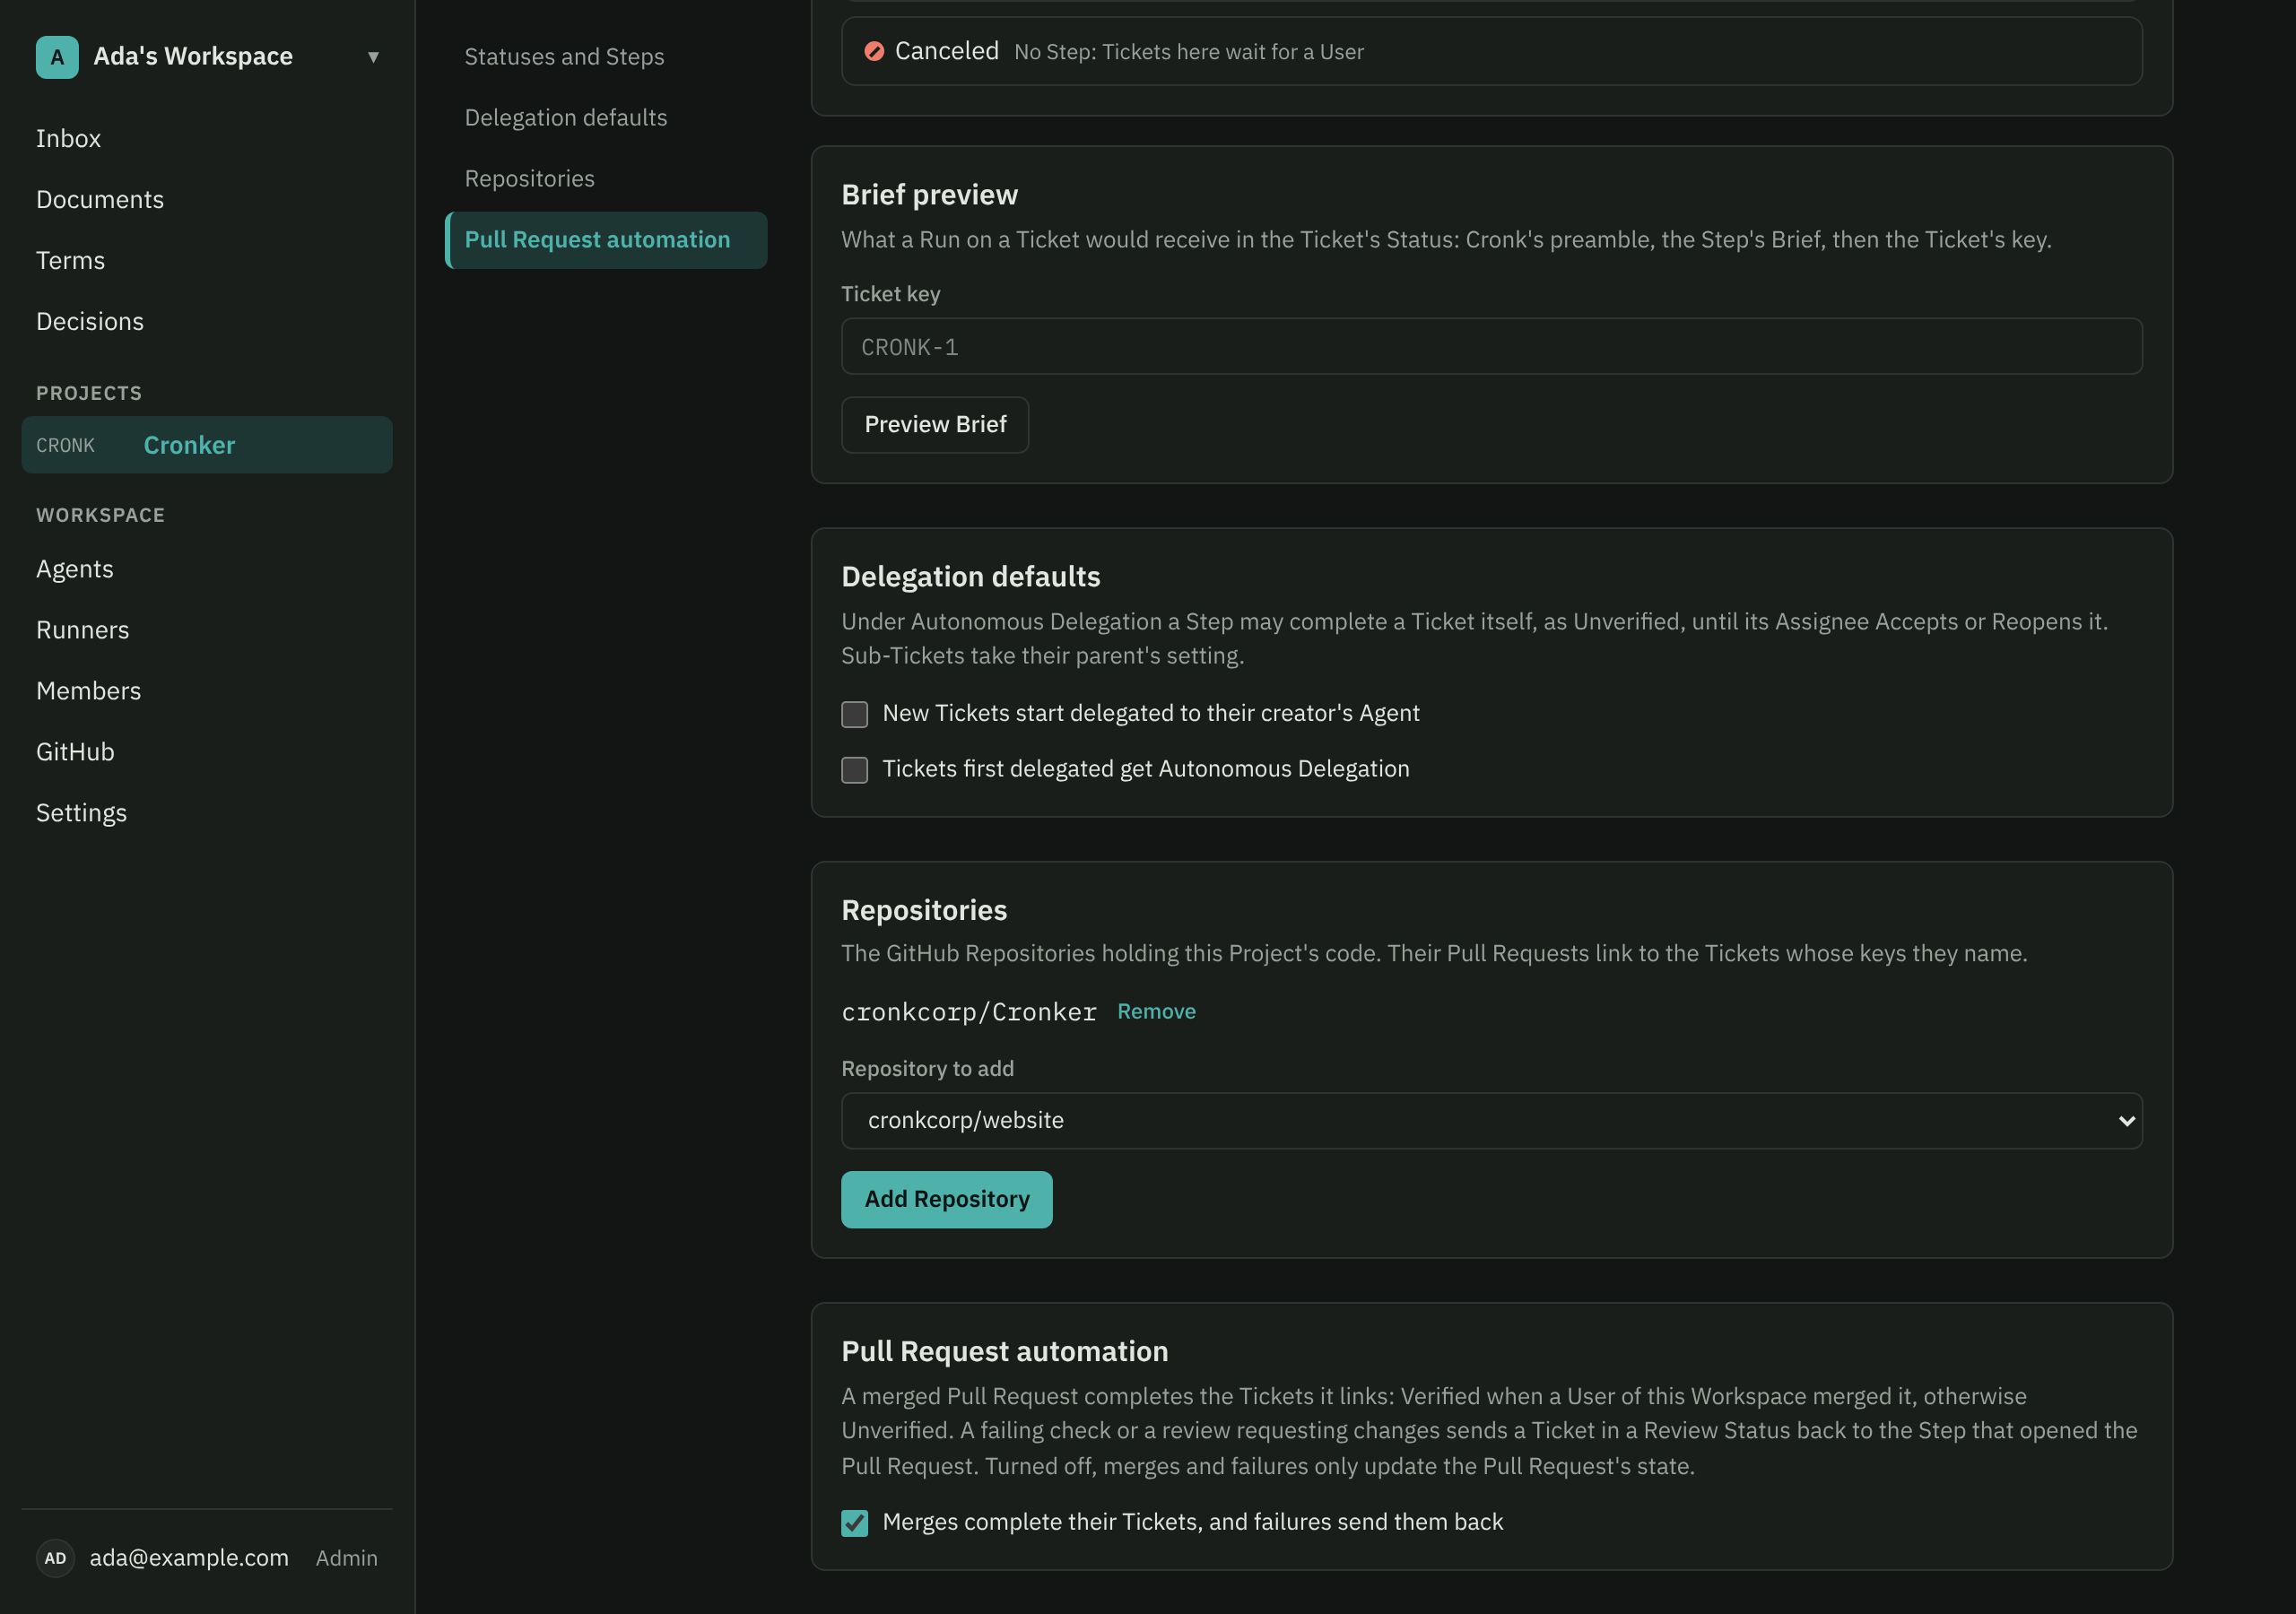 A Ada's Workspace ▼
Inbox
Documents
Terms
Decisions
PROJECTS
CRONK Cronker
WORKSPACE
Agents
Runners
Members
GitHub
Settings
AD ada@example.com Admin
Statuses and Steps
Delegation defaults
Repositories
Pull Request automation
Canceled No Step: Tickets here wait for a User
Brief preview
What a Run on a Ticket would receive in the Ticket's Status: Cronk's preamble, the Step's Brief, then the Ticket's key.
Ticket key
CRONK-1
Preview Brief
Delegation defaults
Under Autonomous Delegation a Step may complete a Ticket itself, as Unverified, until its Assignee Accepts or Reopens it.
Sub-Tickets take their parent's setting.
New Tickets start delegated to their creator's Agent
Tickets first delegated get Autonomous Delegation
Repositories
The GitHub Repositories holding this Project's code. Their Pull Requests link to the Tickets whose keys they name.
cronkcorp/Cronker Remove
Repository to add
cronkcorp/website
Add Repository
Pull Request automation
A merged Pull Request completes the Tickets it links: Verified when a User of this Workspace merged it, otherwise
Unverified. A failing check or a review requesting changes sends a Ticket in a Review Status back to the Step that opened the
Pull Request. Turned off, merges and failures only update the Pull Request's state.
Merges complete their Tickets, and failures send them back